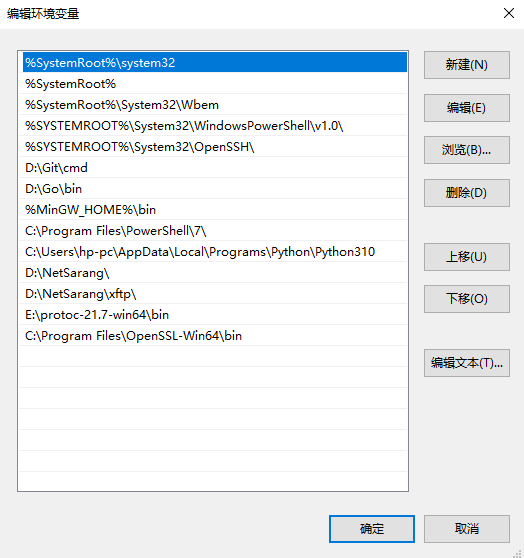 编辑环境变量
%SystemRoot%\system32
%SystemRoot%
%SystemRoot%\System32\Wbem
%SYSTEMROOT%\System32\WindowsPowerShell\v1.0\
%SYSTEMROOT%\System32\OpenSSH\
D:\Git\cmd
D:\Go\bin
%MinGW_HOME%\bin
C:\Program Files\PowerShell\7\
C:\Users\hp-pc\AppData\Local\Programs\Python\Python310
D:\NetSarang\
D:\NetSarang\xftp\
E:\protoc-21.7-win64\bin
C:\Program Files\OpenSSL-Win64\bin
新建(N)
编辑(E)
浏览(B)...
删除(D)
上移(U)
下移(O)
编辑文本(T)...
确定
取消